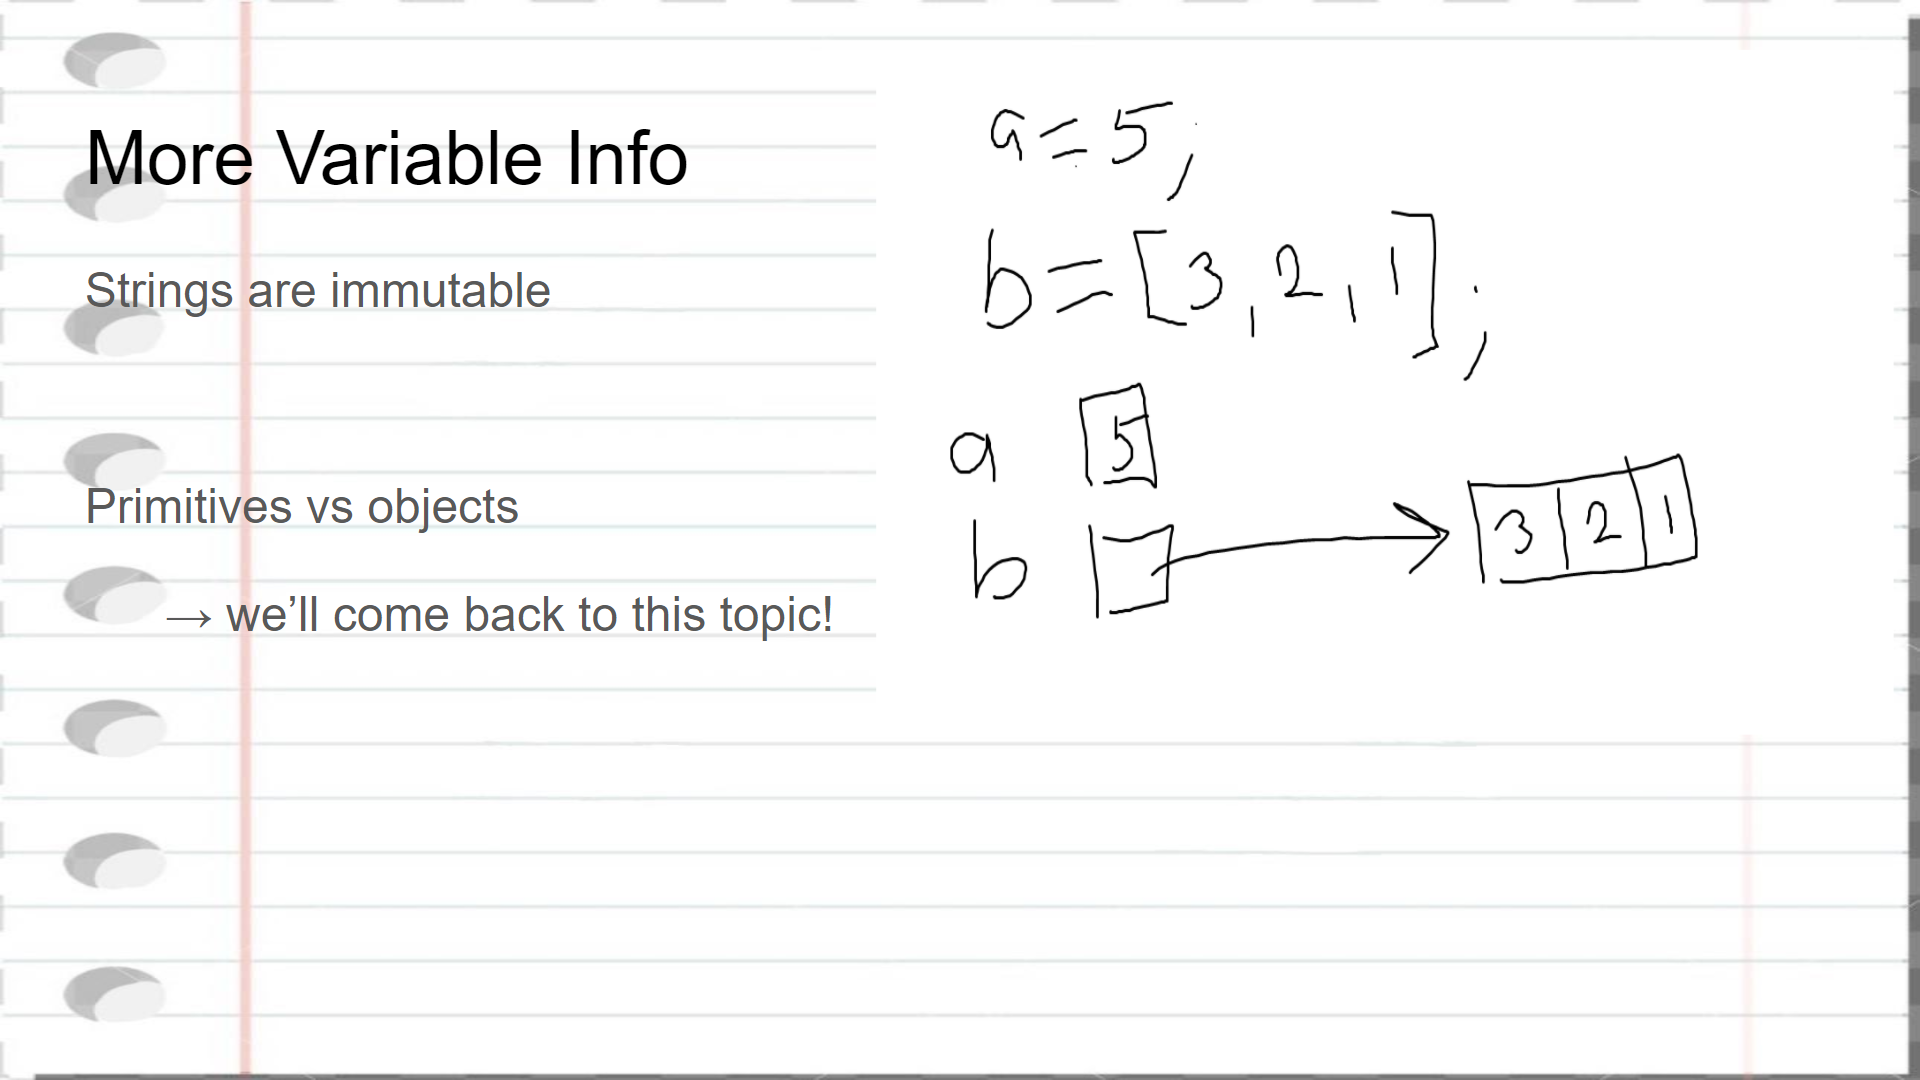 More Variable Info
Strings are immutable
Primitives vs objects
→ we’ll come back to this topic!
a = 5;
b = [3, 2, 1];
a 5
b
3 2 1